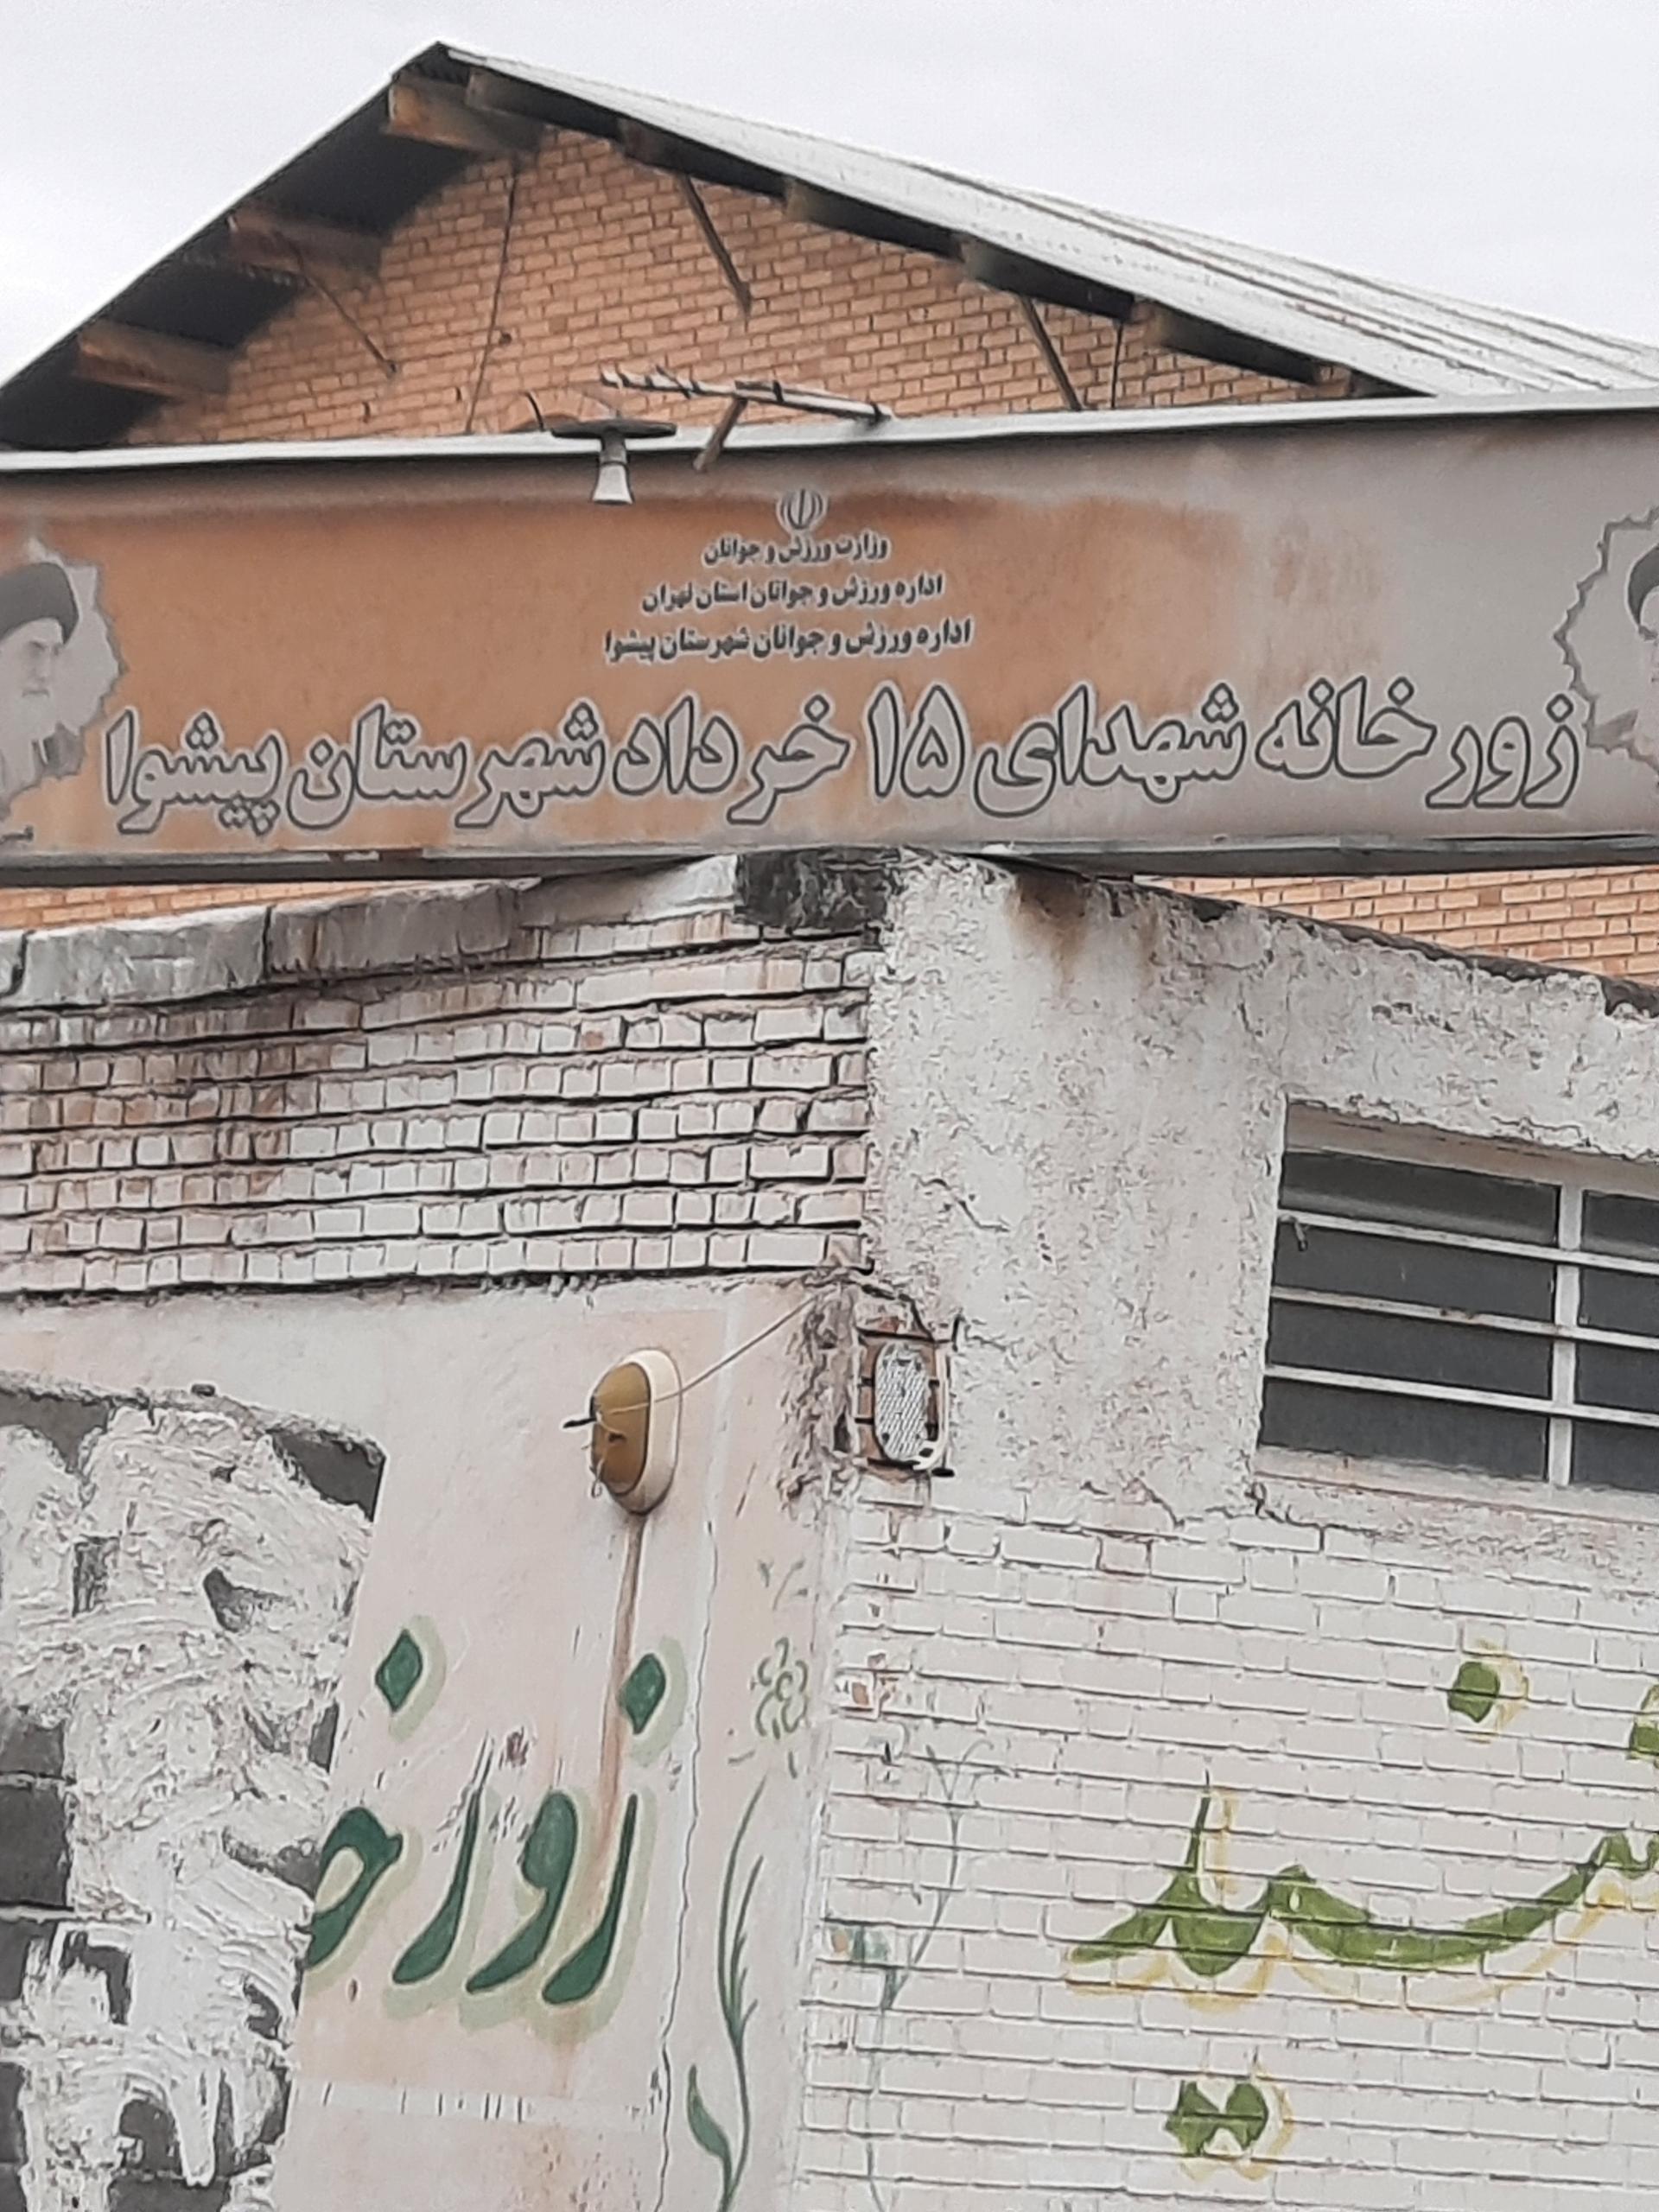 وزارت ورزش و جوانان
اداره ورزش و جوانان استان تهران
اداره ورزش و جوانان شهرستان پیشوا
زورخانه شهدای ۱۵ خرداد شهرستان پیشوا
زورخ